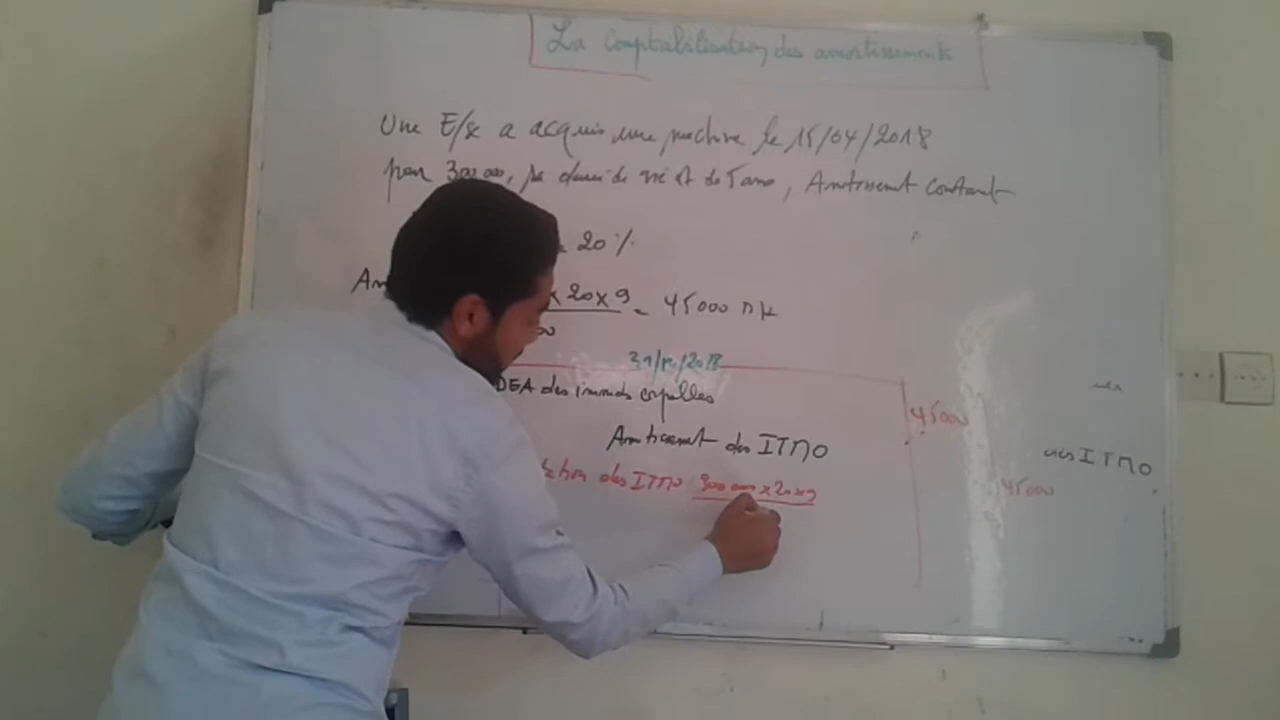 La Comptabilisation des amortissements
Une E/se a acquis une machine le 15/04/2018
pour 300 000, sa durée de vie est de 5 ans, Amortissement Constant
20 %
Am
x 20 x 9 = 45000
31/12/2018
DEA des immob corpelles
45000
Amortissement des ITMO
des ITMO
des ITMO 300 000 x 20 x 9
45000